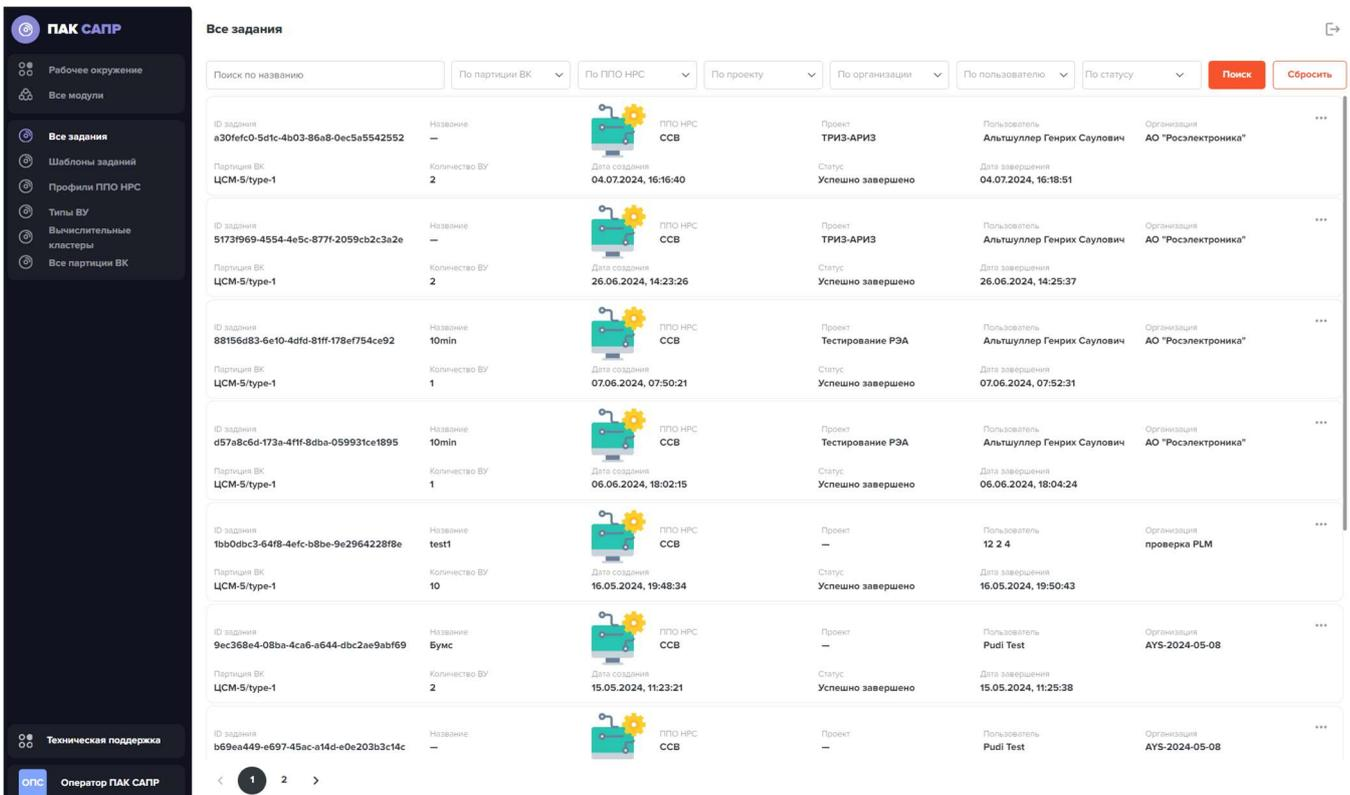 ПАК САПР
Рабочее окружение
Все модули
Все задания
Шаблоны заданий
Профили ППО HPC
Типы ВУ
Вычислительные
кластеры
Все партиции ВК
Техническая поддержка
ОПС Оператор ПАК САПР
Все задания
Поиск по названию По партиции ВК По ППО HPC По проекту По организации По пользователю По статусу Поиск Сбросить
ID задания Название ППО HPC Проект Пользователь Организация
a30fefc0-5d1c-4b03-86a8-0ec5a5542552 — ССВ ТРИЗ-АРИЗ Альтшуллер Генрих Саулович АО "Росэлектроника"
Партиция ВК Количество ВУ Дата создания Статус Дата завершения
ЦСМ-5/type-1 2 04.07.2024, 16:16:40 Успешно завершено 04.07.2024, 16:18:51
ID задания Название ППО HPC Проект Пользователь Организация
5173f969-4554-4e5c-877f-2059cb2c3a2e — ССВ ТРИЗ-АРИЗ Альтшуллер Генрих Саулович АО "Росэлектроника"
Партиция ВК Количество ВУ Дата создания Статус Дата завершения
ЦСМ-5/type-1 2 26.06.2024, 14:23:26 Успешно завершено 26.06.2024, 14:25:37
ID задания Название ППО HPC Проект Пользователь Организация
88156d83-6e10-4dfd-81ff-178ef754ce92 10min ССВ Тестирование РЭА Альтшуллер Генрих Саулович АО "Росэлектроника"
Партиция ВК Количество ВУ Дата создания Статус Дата завершения
ЦСМ-5/type-1 1 07.06.2024, 07:50:21 Успешно завершено 07.06.2024, 07:52:31
ID задания Название ППО HPC Проект Пользователь Организация
d57a8c6d-173a-4f1f-8dba-059931ce1895 10min ССВ Тестирование РЭА Альтшуллер Генрих Саулович АО "Росэлектроника"
Партиция ВК Количество ВУ Дата создания Статус Дата завершения
ЦСМ-5/type-1 1 06.06.2024, 18:02:15 Успешно завершено 06.06.2024, 18:04:24
ID задания Название ППО HPC Проект Пользователь Организация
1bb0dbc3-64f8-4efc-b8be-9e2964228f8e test1 ССВ — 12 2 4 проверка PLM
Партиция ВК Количество ВУ Дата создания Статус Дата завершения
ЦСМ-5/type-1 10 16.05.2024, 19:48:34 Успешно завершено 16.05.2024, 19:50:43
ID задания Название ППО HPC Проект Пользователь Организация
9ec368e4-08ba-4ca6-a644-dbc2ae9abf69 Бумс ССВ — Pudi Test AYS-2024-05-08
Партиция ВК Количество ВУ Дата создания Статус Дата завершения
ЦСМ-5/type-1 2 15.05.2024, 11:23:21 Успешно завершено 15.05.2024, 11:25:38
ID задания Название ППО HPC Проект Пользователь Организация
b69ea449-e697-45ac-a14d-e0e203b3c14c — ССВ — Pudi Test AYS-2024-05-08
1 2